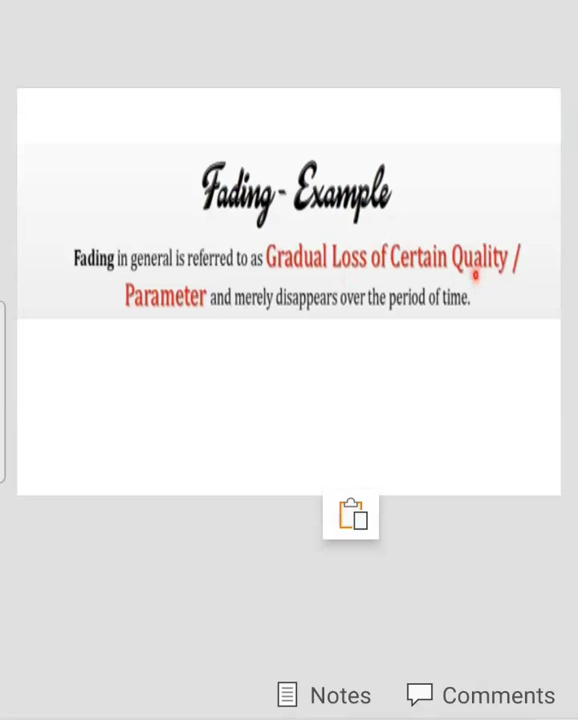 Fading - Example
Fading in general is referred to as Gradual Loss of Certain Quality /
Parameter and merely disappears over the period of time.
Notes Comments